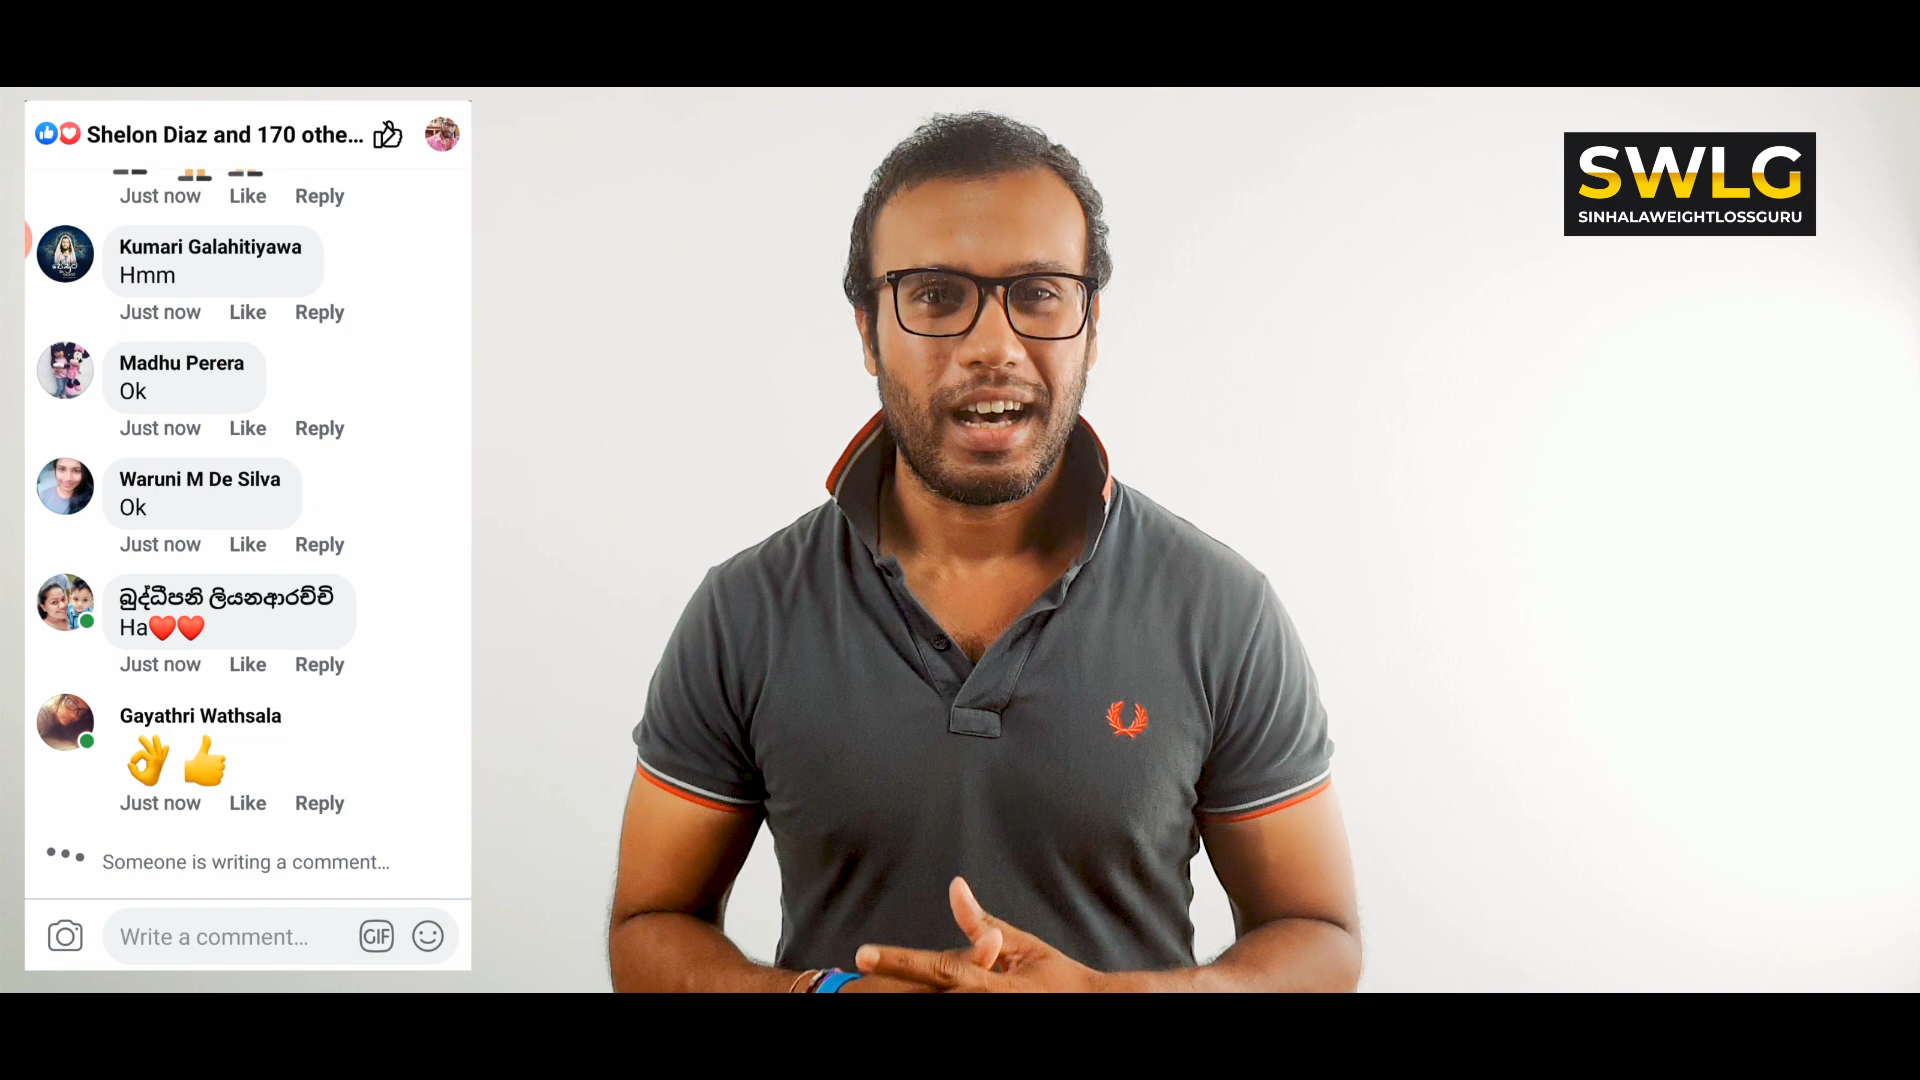 Shelon Diaz and 170 othe...
Just now Like Reply
Kumari Galahitiyawa
Hmm
Just now Like Reply
Madhu Perera
Ok
Just now Like Reply
Waruni M De Silva
Ok
Just now Like Reply
බුද්ධීපනි ලියනආරච්චි
Ha❤️❤️
Just now Like Reply
Gayathri Wathsala
👌👍
Just now Like Reply
Someone is writing a comment...
Write a comment... GIF
SWLG
SINHALAWEIGHTLOSSGURU